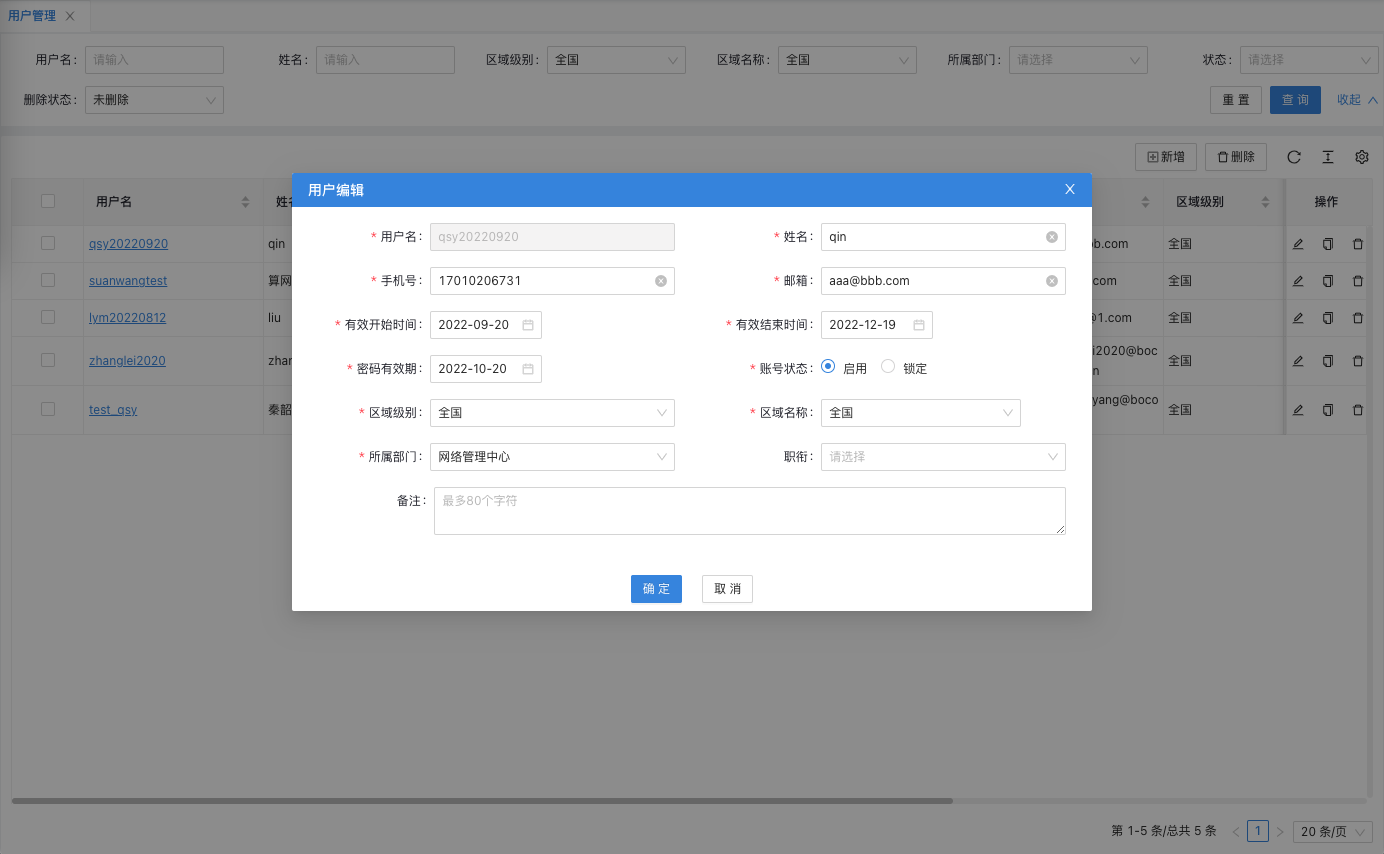 用户管理
用户名: 请输入 姓名: 请输入 区域级别: 全国 区域名称: 全国 所属部门: 请选择 状态: 请选择
删除状态: 未删除 重 置 查 询 收起
新增 删除
用户名 姓名 区域级别 操作
用户编辑
* 用户名: qsy20220920 * 姓名: qin
* 手机号: 17010206731 * 邮箱: aaa@bbb.com
* 有效开始时间: 2022-09-20 * 有效结束时间: 2022-12-19
* 密码有效期: 2022-10-20 * 账号状态: 启用 锁定
* 区域级别: 全国 * 区域名称: 全国
* 所属部门: 网络管理中心 职衔: 请选择
备注: 最多80个字符
确 定 取 消
qsy20220920 qin b.com 全国
suanwangtest 算网 com 全国
lym20220812 liu @1.com 全国
zhanglei2020 zhan i2020@boc
n 全国
test_qsy 秦韶 yang@boco 全国
第 1-5 条/总共 5 条 1 20 条/页